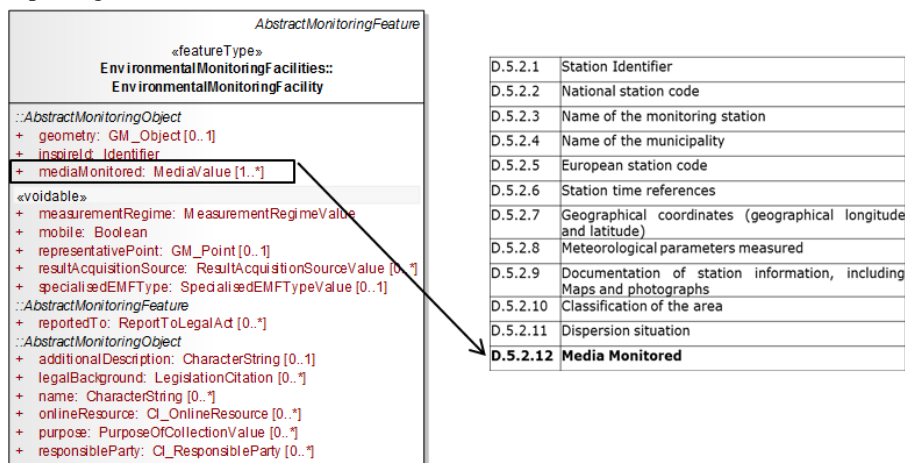 AbstractMonitoringFeature
«featureType»
EnvironmentalMonitoringFacilities::
EnvironmentalMonitoringFacility
::AbstractMonitoringObject
+ geometry: GM_Object [0..1]
+ inspireId: Identifier
+ mediaMonitored: MediaValue [1..*]
«voidable»
+ measurementRegime: MeasurementRegimeValue
+ mobile: Boolean
+ representativePoint: GM_Point [0..1]
+ resultAcquisitionSource: ResultAcquisitionSourceValue [0..*]
+ specialisedEMFType: SpecialisedEMFTypeValue [0..1]
::AbstractMonitoringFeature
+ reportedTo: ReportToLegalAct [0..*]
::AbstractMonitoringObject
+ additionalDescription: CharacterString [0..1]
+ legalBackground: LegislationCitation [0..*]
+ name: CharacterString [0..*]
+ onlineResource: CI_OnlineResource [0..*]
+ purpose: PurposeOfCollectionValue [0..*]
+ responsibleParty: CI_ResponsibleParty [0..*]
D.5.2.1 Station Identifier
D.5.2.2 National station code
D.5.2.3 Name of the monitoring station
D.5.2.4 Name of the municipality
D.5.2.5 European station code
D.5.2.6 Station time references
D.5.2.7 Geographical coordinates (geographical longitude
and latitude)
D.5.2.8 Meteorological parameters measured
D.5.2.9 Documentation of station information, including
Maps and photographs
D.5.2.10 Classification of the area
D.5.2.11 Dispersion situation
D.5.2.12 Media Monitored